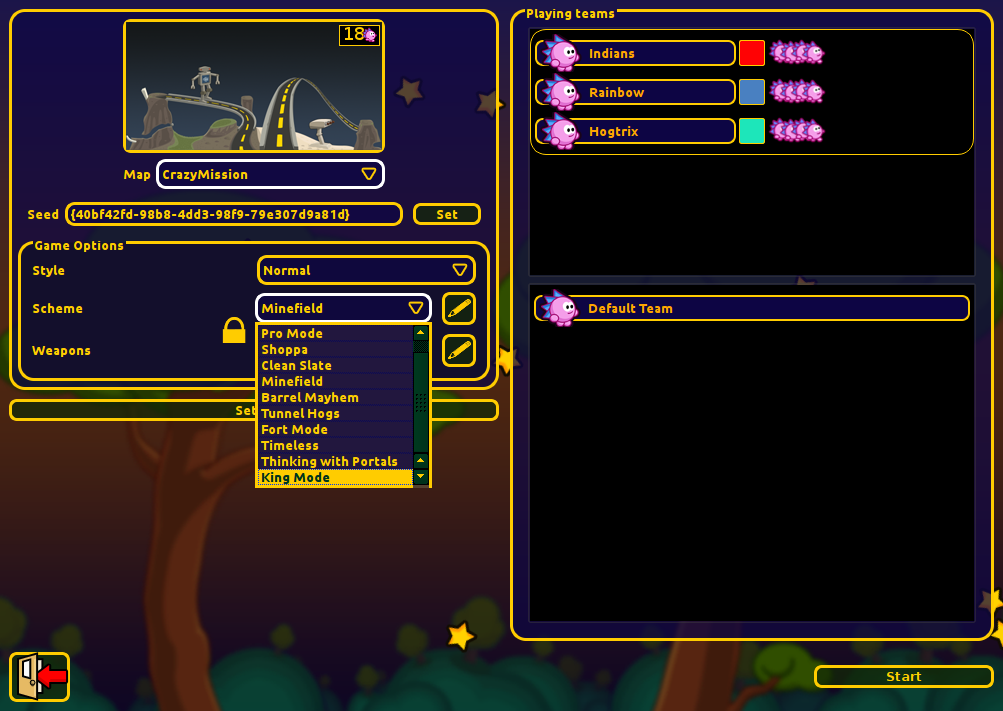 18
Map CrazyMission
Seed {40bf42fd-98b8-4dd3-98f9-79e307d9a81d} Set
Game Options
Style Normal
Scheme Minefield
Weapons
Pro Mode
Shoppa
Clean Slate
Minefield
Barrel Mayhem
Tunnel Hogs
Fort Mode
Timeless
Thinking with Portals
King Mode
Set
Playing teams
Indians
Rainbow
Hogtrix
Default Team
Start